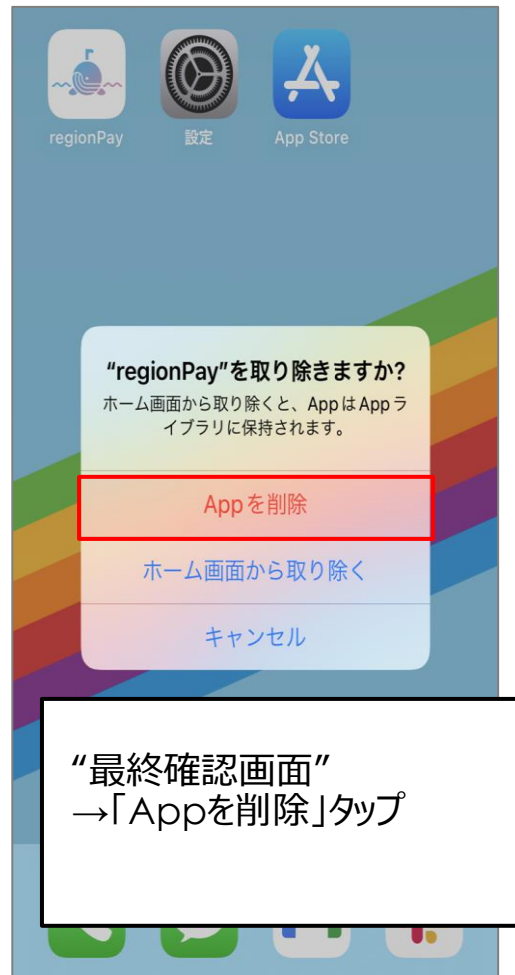 regionPay
設定
App Store
“regionPay”を取り除きますか?
ホーム画面から取り除くと、AppはAppラ
イブラリに保持されます。
Appを削除
ホーム画面から取り除く
キャンセル
“最終確認画面”
→「Appを削除」タップ